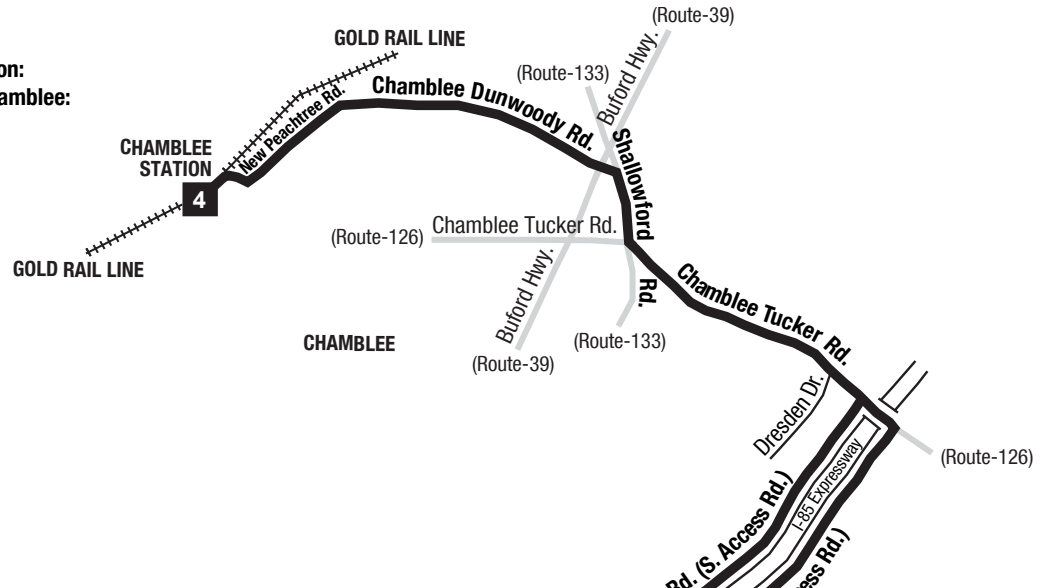 (Route-39)
GOLD RAIL LINE
on:
amblee:
(Route-133)
Buford Hwy.
Chamblee Dunwoody Rd.
New Peachtree Rd.
CHAMBLEE
STATION
4
Shallowford
Rd.
Chamblee Tucker Rd.
(Route-126)
GOLD RAIL LINE
Buford Hwy.
Chamblee Tucker Rd.
CHAMBLEE
(Route-133)
(Route-39)
Dresden Dr.
I-85 Expressway
(Route-126)
Rd. (S. Access Rd.)
ess Rd.)